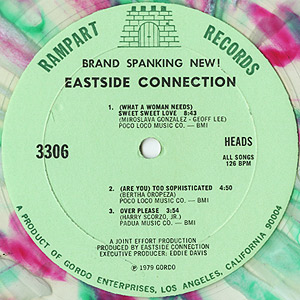 RAMPART RECORDS
BRAND SPANKING NEW!
EASTSIDE CONNECTION
1. (WHAT A WOMAN NEEDS)
SWEET SWEET LOVE 8:43
(MIROSLAVA GONZALEZ - GEOFF LEE)
POCO LOCO MUSIC CO. — BMI
3306
HEADS
ALL SONGS
126 BPM
2. (ARE YOU) TOO SOPHISTICATED 4:50
(BERTHA OROPEZA)
POCO LOCO MUSIC CO. — BMI
3. OVER PLEASE 3:54
(HARRY SCORZO, JR.)
PADUA MUSIC CO. — BMI
A JOINT EFFORT PRODUCTION
PRODUCED BY EASTSIDE CONNECTION
EXECUTIVE PRODUCER: EDDIE DAVIS
℗ 1979 GORDO
A PRODUCT OF GORDO ENTERPRISES, LOS ANGELES, CALIFORNIA 90004